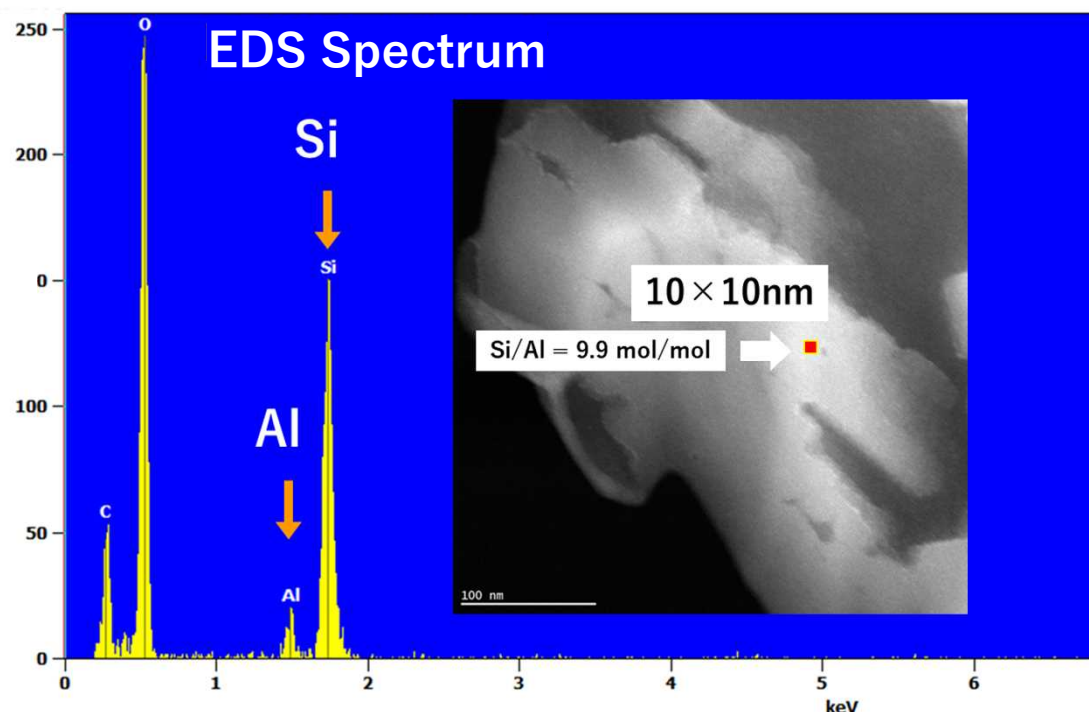 EDS Spectrum
250
200
0
100
50
0
O
Si
Si
Al
Al
C
10×10nm
Si/Al = 9.9 mol/mol
100 nm
0 1 2 3 4 5 6
keV